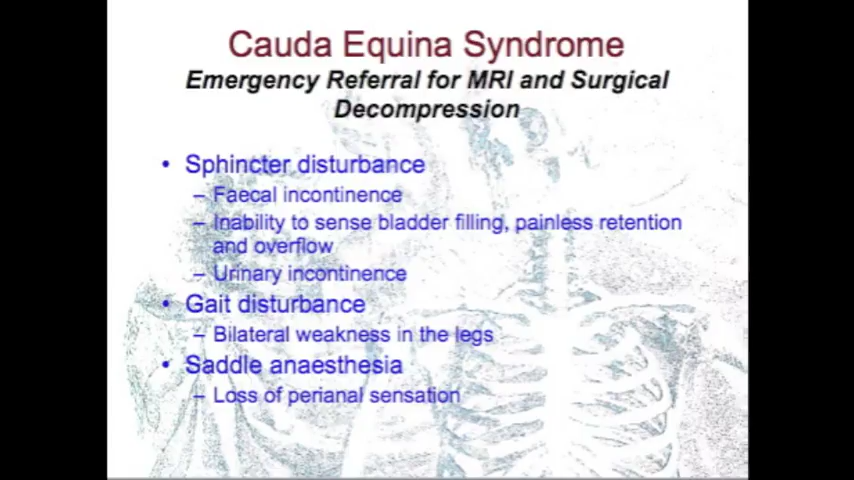 Cauda Equina Syndrome
Emergency Referral for MRI and Surgical
Decompression
• Sphincter disturbance
– Faecal incontinence
– Inability to sense bladder filling, painless retention
and overflow
– Urinary incontinence
• Gait disturbance
– Bilateral weakness in the legs
• Saddle anaesthesia
– Loss of perianal sensation